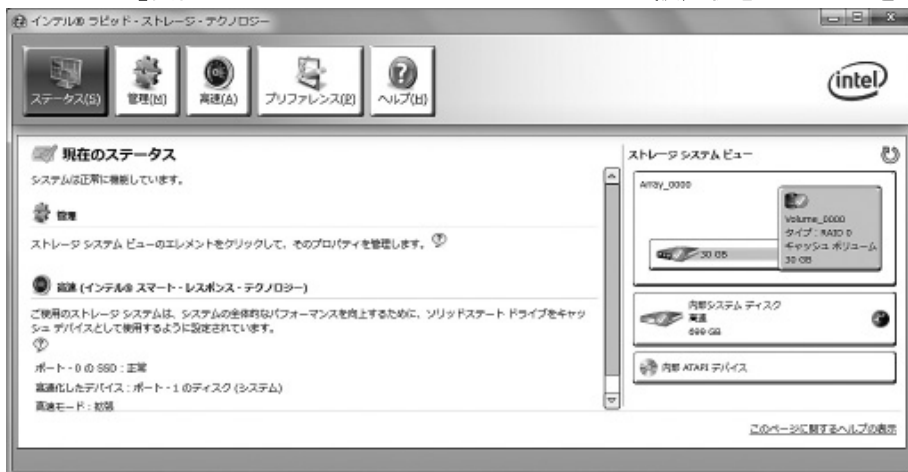 インテル® ラピッド・ストレージ・テクノロジー
ステータス(S)
管理(M)
高速(A)
プリファレンス(P)
ヘルプ(H)
intel
現在のステータス
システムは正常に機能しています。
管理
ストレージ システム ビューのエレメントをクリックして、そのプロパティを管理します。
高速 (インテル® スマート・レスポンス・テクノロジー)
ご使用のストレージ システムは、システムの全体的なパフォーマンスを向上するために、ソリッドステート ドライブをキャッ
シュ デバイスとして使用するように設定されています。
ポート - 0 の SSD : 正常
高速化したデバイス : ポート - 1 のディスク (システム)
高速モード : 拡張
ストレージ システム ビュー
Array_0000
30 GB
Volume_0000
タイプ : RAID 0
キャッシュ ボリューム
30 GB
内部システム ディスク
高速
699 GB
内部 ATAPI デバイス
このページに関するヘルプの表示